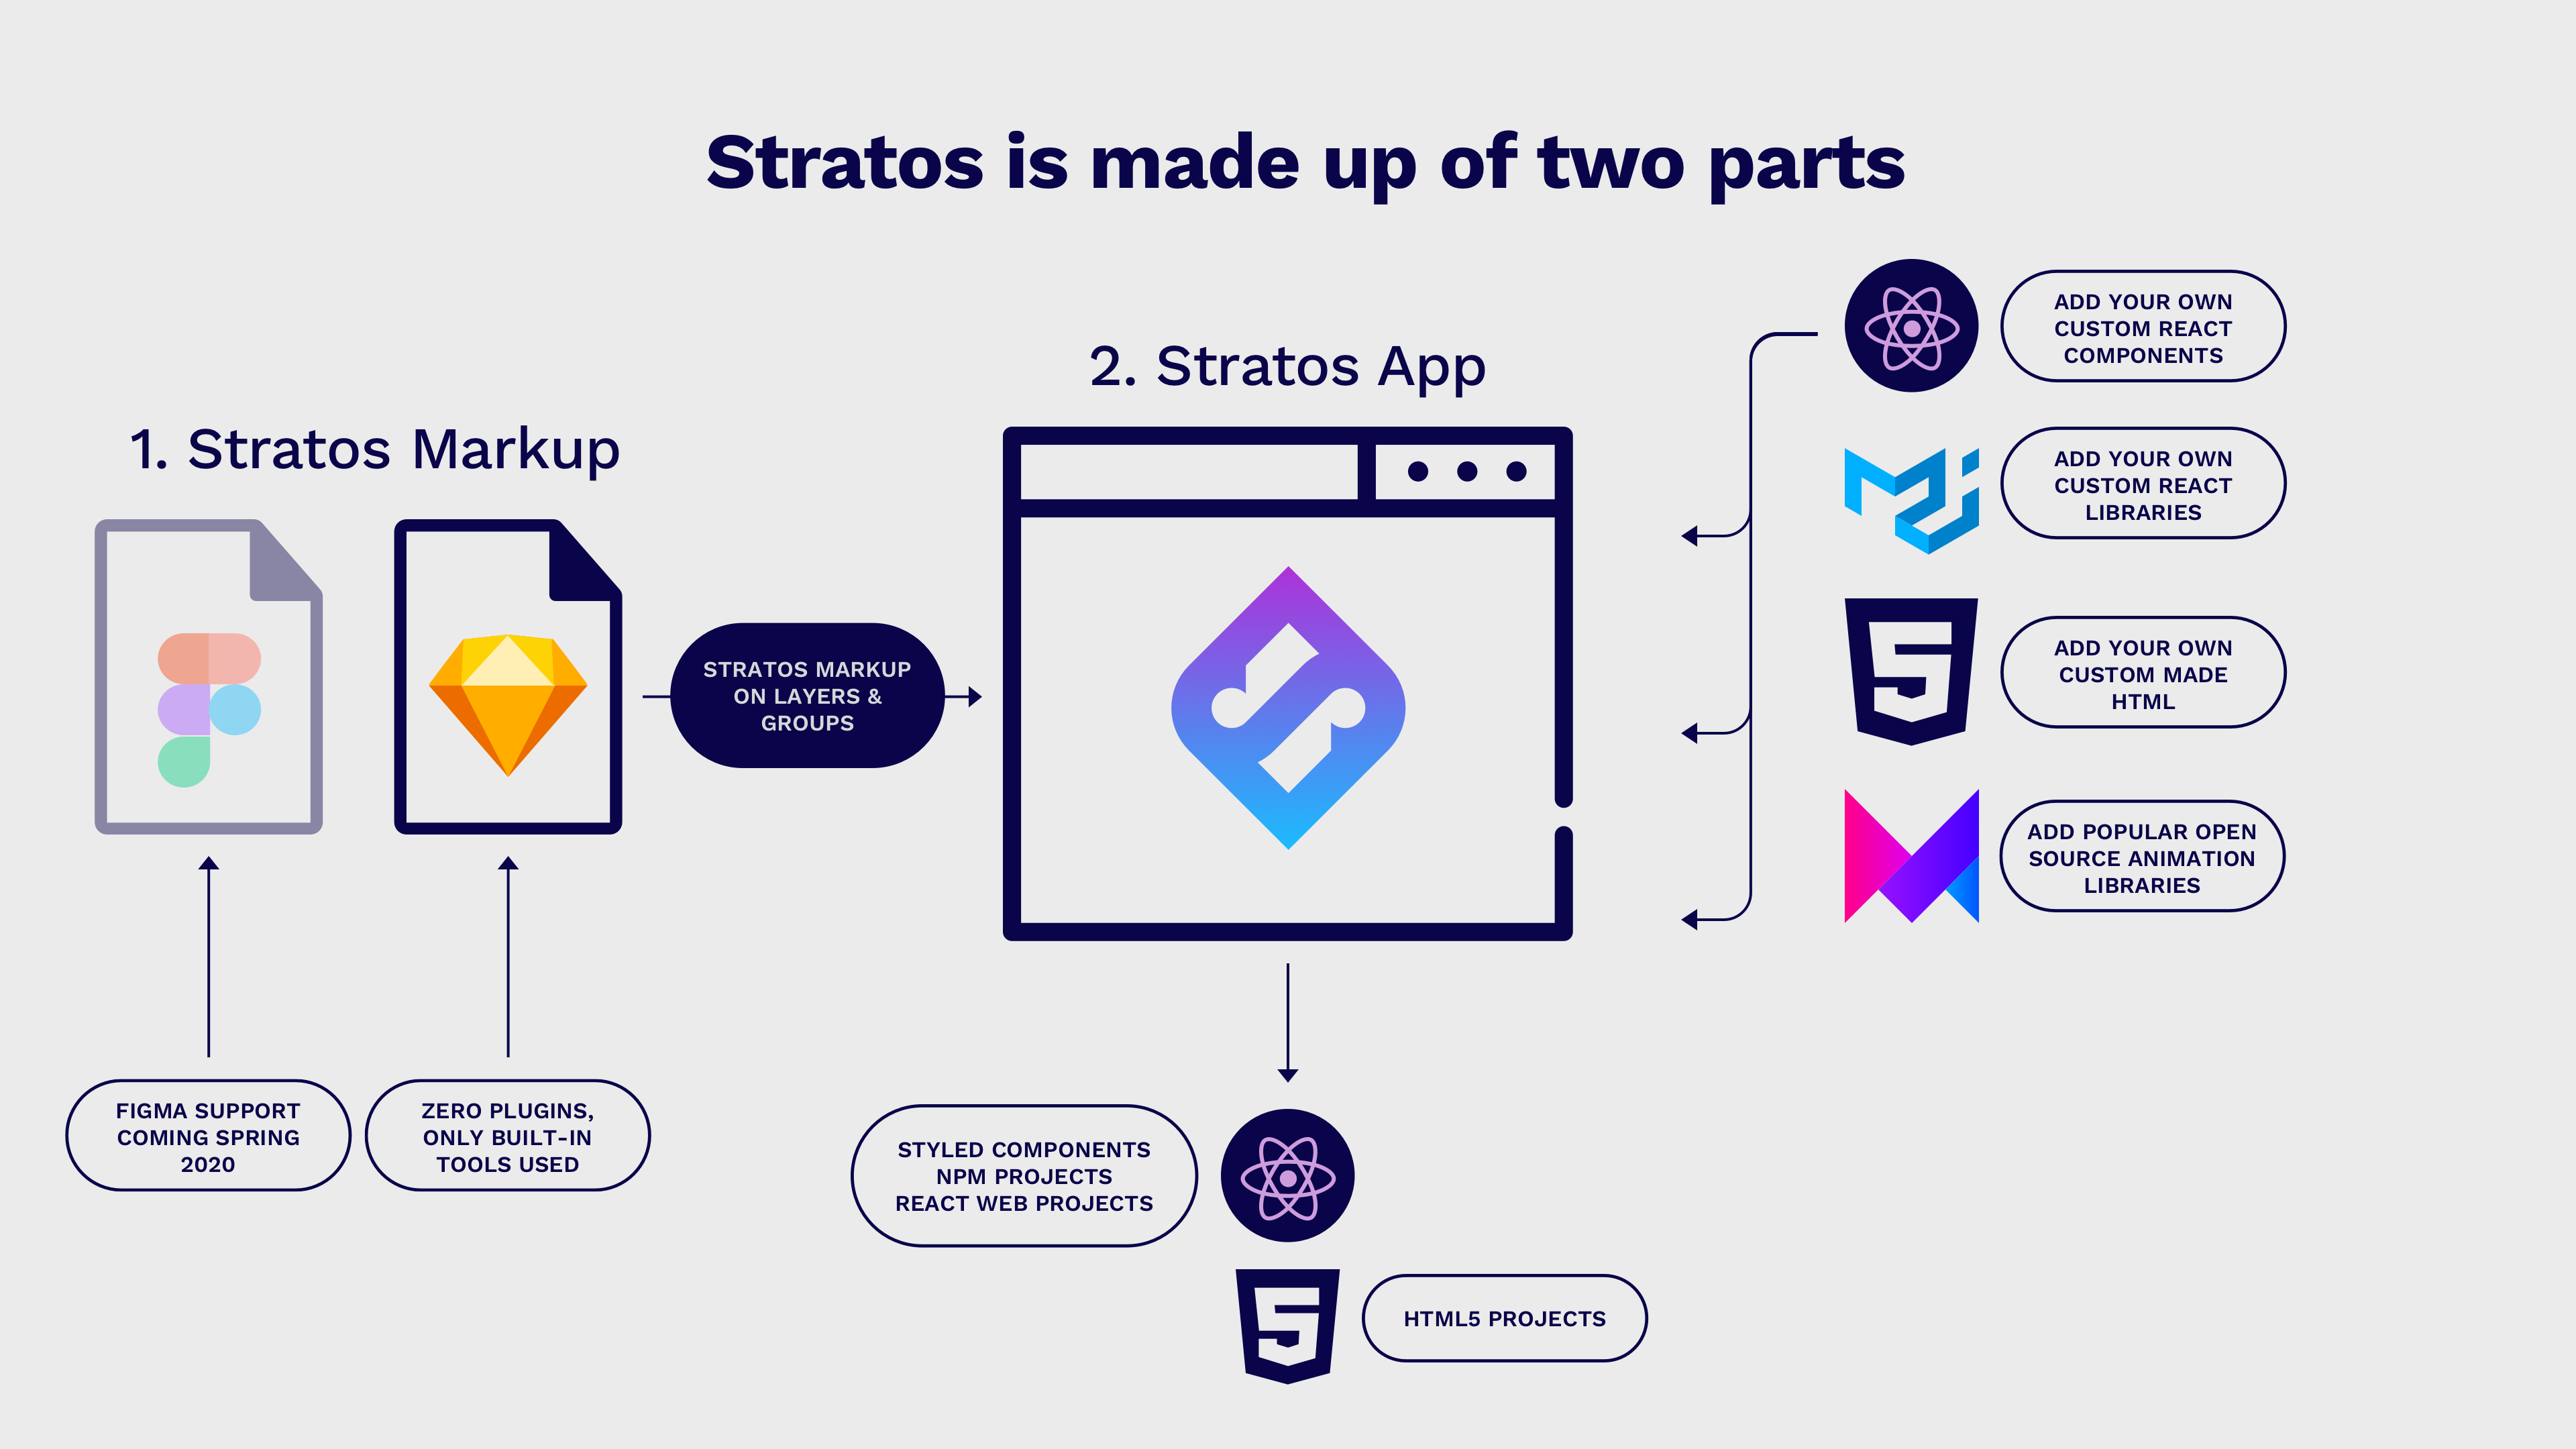 Stratos is made up of two parts
1. Stratos Markup
FIGMA SUPPORT
COMING SPRING
2020
ZERO PLUGINS,
ONLY BUILT-IN
TOOLS USED
STRATOS MARKUP
ON LAYERS &
GROUPS
2. Stratos App
ADD YOUR OWN
CUSTOM REACT
COMPONENTS
ADD YOUR OWN
CUSTOM REACT
LIBRARIES
ADD YOUR OWN
CUSTOM MADE
HTML
ADD POPULAR OPEN
SOURCE ANIMATION
LIBRARIES
STYLED COMPONENTS
NPM PROJECTS
REACT WEB PROJECTS
HTML5 PROJECTS